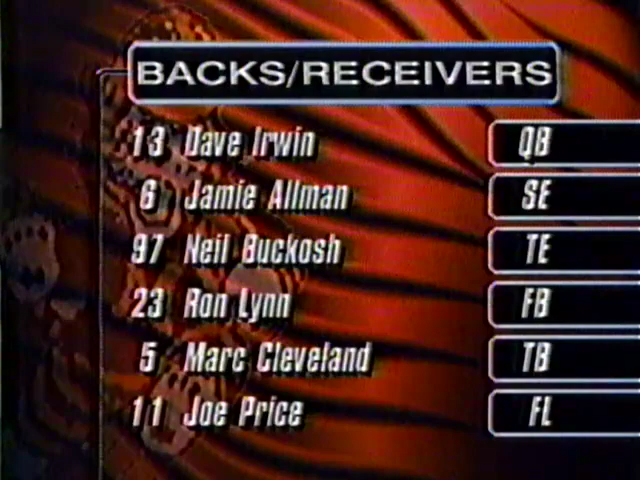 BACKS/RECEIVERS
13 Dave Irwin QB
6 Jamie Allman SE
97 Neil Buckosh TE
23 Ron Lynn FB
5 Marc Cleveland TB
11 Joe Price FL